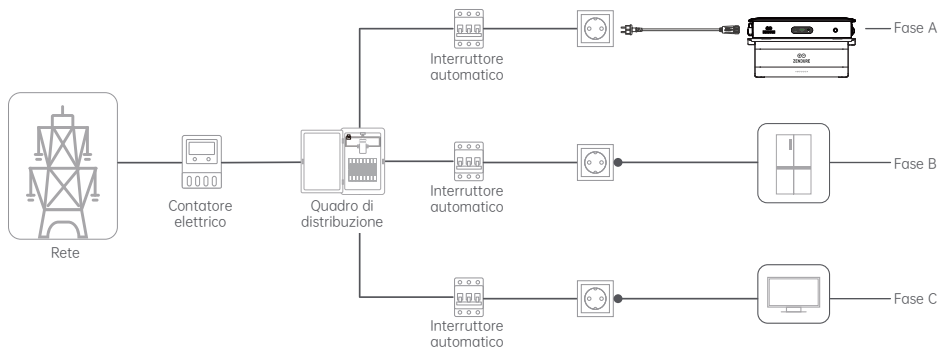 Fase A
Interruttore
automatico
ZENDURE
Rete
Contatore
elettrico
Quadro di
distribuzione
Interruttore
automatico
Fase B
Interruttore
automatico
Fase C